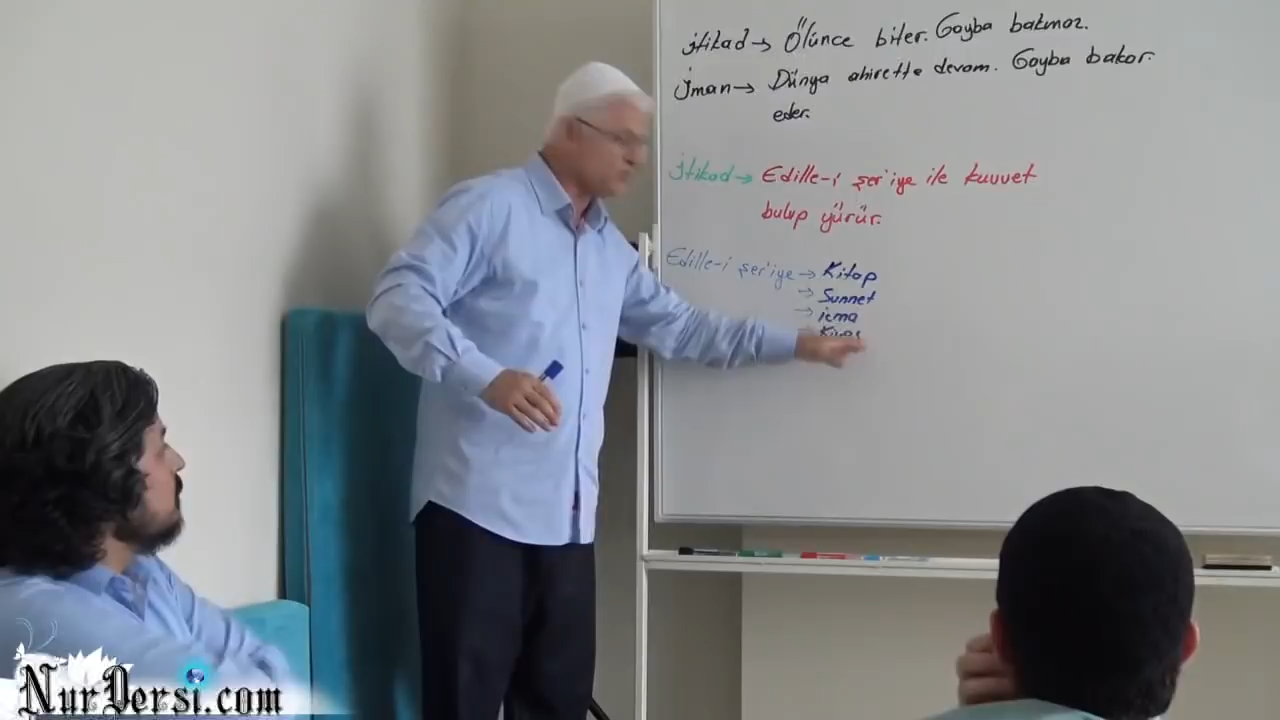 İtikad → Ölünce biter. Gayba bakmaz.
İman → Dünya ahirette devam. Gayba bakar.
eder.
İtikad → Edille-i şer'iye ile kuvvet
bulup yürür.
Edille-i şer'iye → Kitap
→ Sunnet
→ icma
Kıyas
NurDersi.com